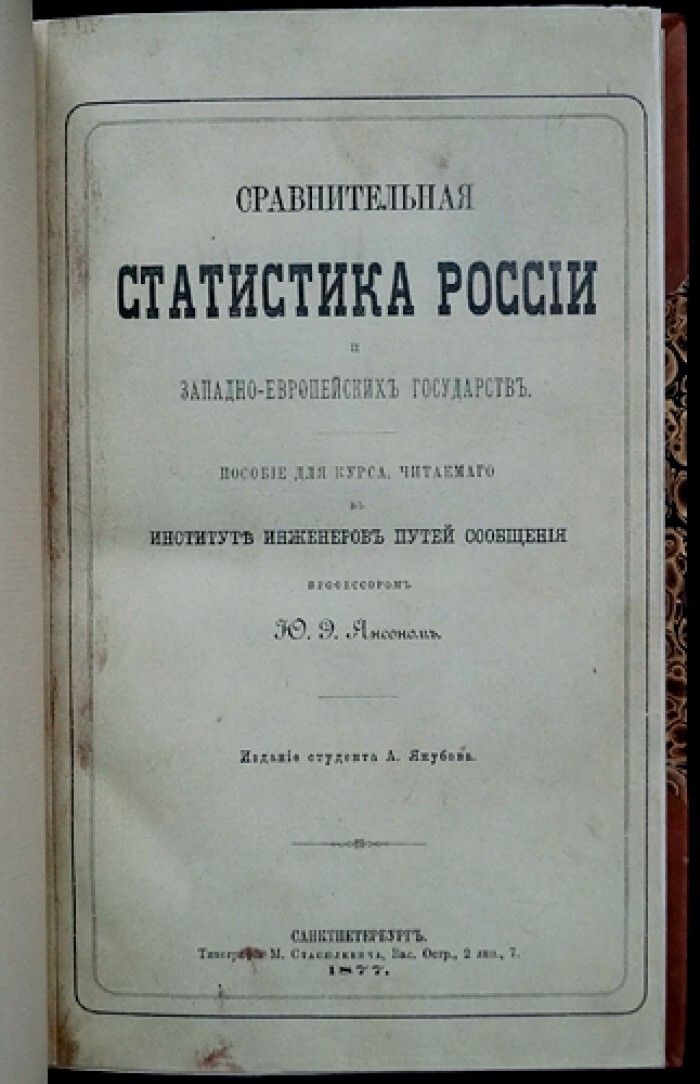 СРАВНИТЕЛЬНАЯ
СТАТИСТИКА РОССІИ
И
ЗАПАДНО-ЕВРОПЕЙСКИХЪ ГОСУДАРСТВЪ.
ПОСОБІЕ ДЛЯ КУРСА, ЧИТАЕМАГО
ВЪ
ИНСТИТУТѢ ИНЖЕНЕРОВЪ ПУТЕЙ СООБЩЕНІЯ
ПРОФЕССОРОМЪ
Ю. Э. Янсономъ.
Изданіе студента А. Якубова.
САНКТПЕТЕРБУРГЪ.
Типографія М. Стасюлевича, Вас. Остр., 2 лин., 7.
1877.